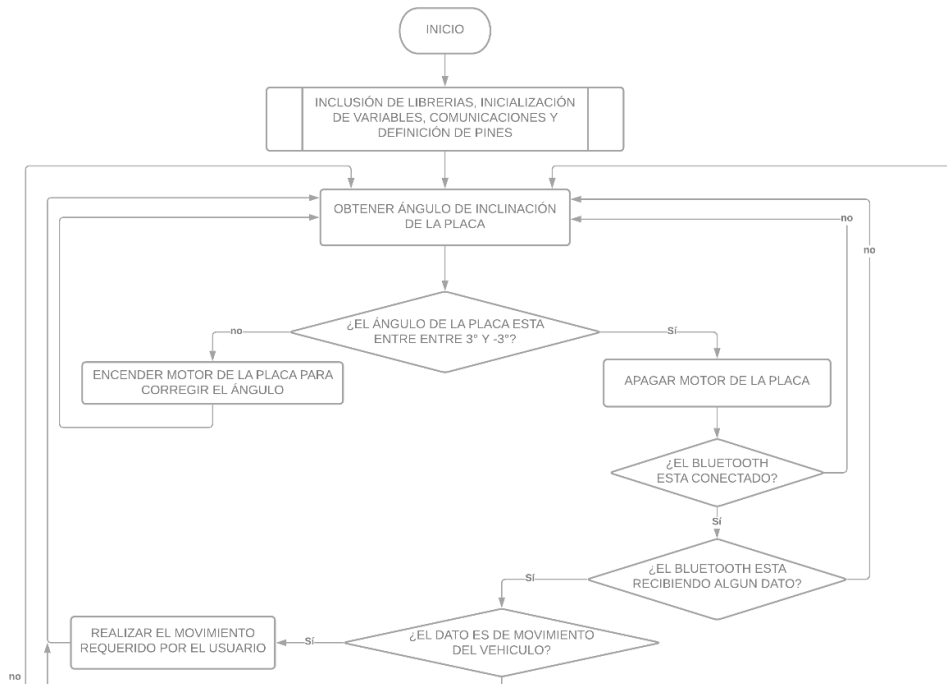 INICIO
INCLUSIÓN DE LIBRERIAS, INICIALIZACIÓN
DE VARIABLES, COMUNICACIONES Y
DEFINICIÓN DE PINES
OBTENER ÁNGULO DE INCLINACIÓN
DE LA PLACA
no
no
¿EL ÁNGULO DE LA PLACA ESTA
ENTRE ENTRE 3° Y -3°?
no
Sí
ENCENDER MOTOR DE LA PLACA PARA
CORREGIR EL ÁNGULO
APAGAR MOTOR DE LA PLACA
¿EL BLUETOOTH
ESTA CONECTADO?
Sí
¿EL BLUETOOTH ESTA
RECIBIENDO ALGUN DATO?
Sí
¿EL DATO ES DE MOVIMIENTO
DEL VEHICULO?
Sí
REALIZAR EL MOVIMIENTO
REQUERIDO POR EL USUARIO
no